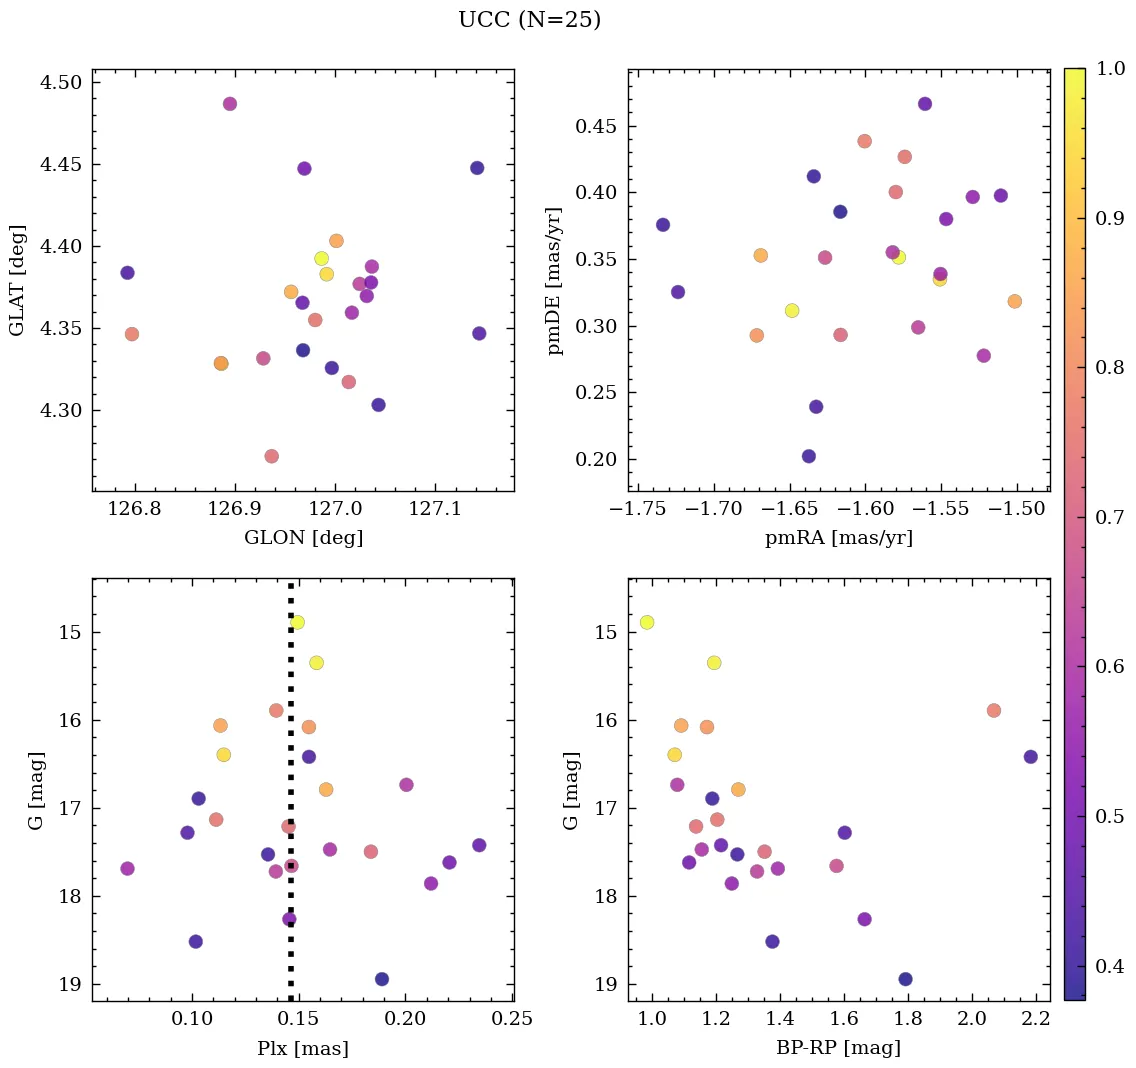 UCC (N=25)
4.50
4.45
4.40
4.35
4.30
GLAT [deg]
126.8 126.9 127.0 127.1
GLON [deg]
0.45
0.40
0.35
0.30
0.25
0.20
pmDE [mas/yr]
−1.75 −1.70 −1.65 −1.60 −1.55 −1.50
pmRA [mas/yr]
15
16
17
18
19
G [mag]
0.10 0.15 0.20 0.25
Plx [mas]
15
16
17
18
19
G [mag]
1.0 1.2 1.4 1.6 1.8 2.0 2.2
BP-RP [mag]
1.0
0.9
0.8
0.7
0.6
0.5
0.4